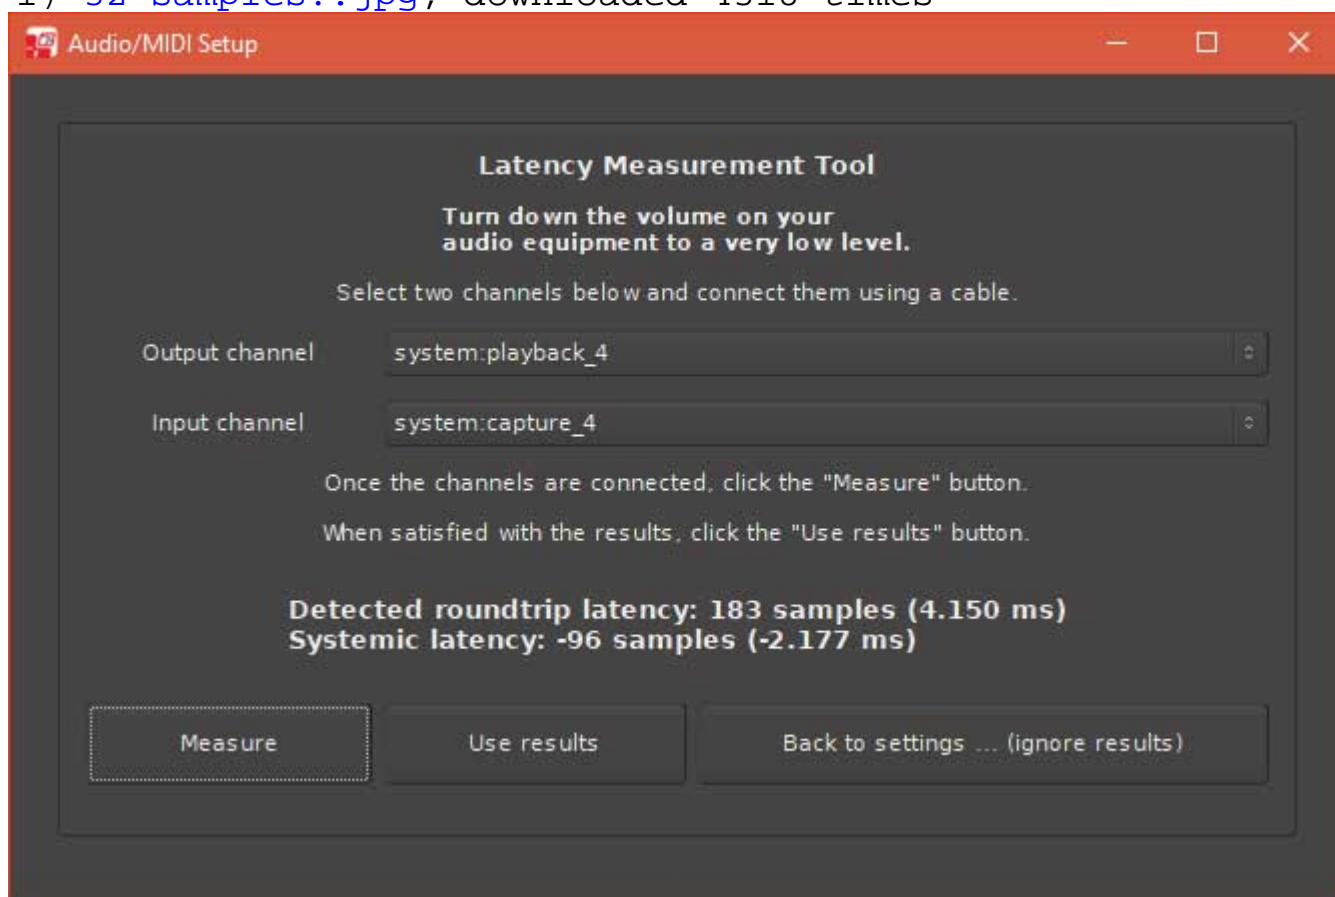 Audio/MIDI Setup
Latency Measurement Tool
Turn down the volume on your
audio equipment to a very low level.
Select two channels below and connect them using a cable.
Output channel system:playback_4
Input channel system:capture_4
Once the channels are connected, click the "Measure" button.
When satisfied with the results, click the "Use results" button.
Detected roundtrip latency: 183 samples (4.150 ms)
Systemic latency: -96 samples (-2.177 ms)
Measure Use results Back to settings ... (ignore results)